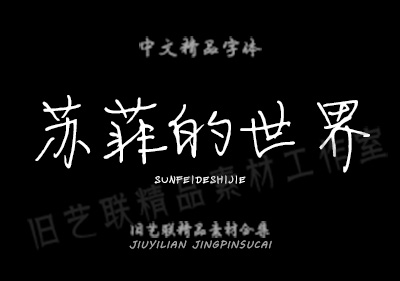 中文精品字体
苏菲的世界
SUNFEIDESHIJIE
旧艺联精品素材工作室
旧艺联精品素材合集
JIUYILIAN JINGPINSUCAI